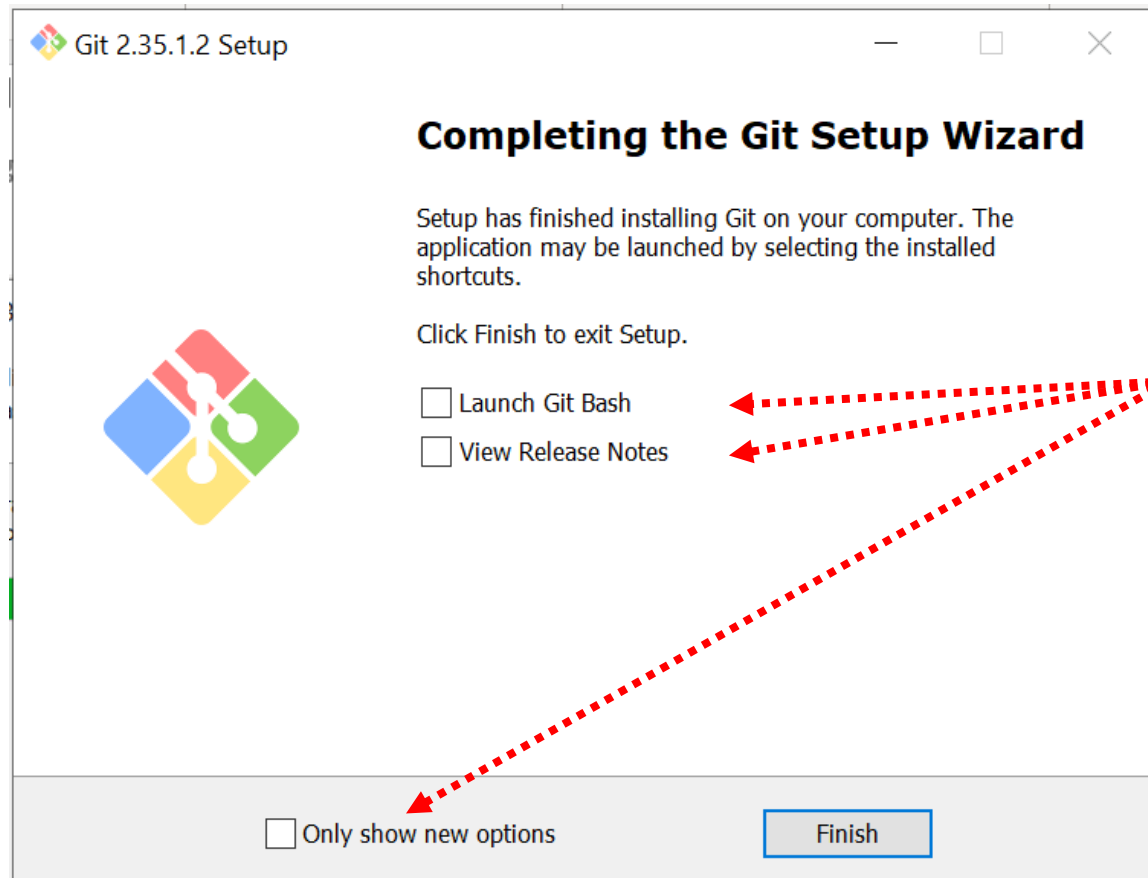 Git 2.35.1.2 Setup
Completing the Git Setup Wizard
Setup has finished installing Git on your computer. The
application may be launched by selecting the installed
shortcuts.
Click Finish to exit Setup.
Launch Git Bash
View Release Notes
Only show new options
Finish